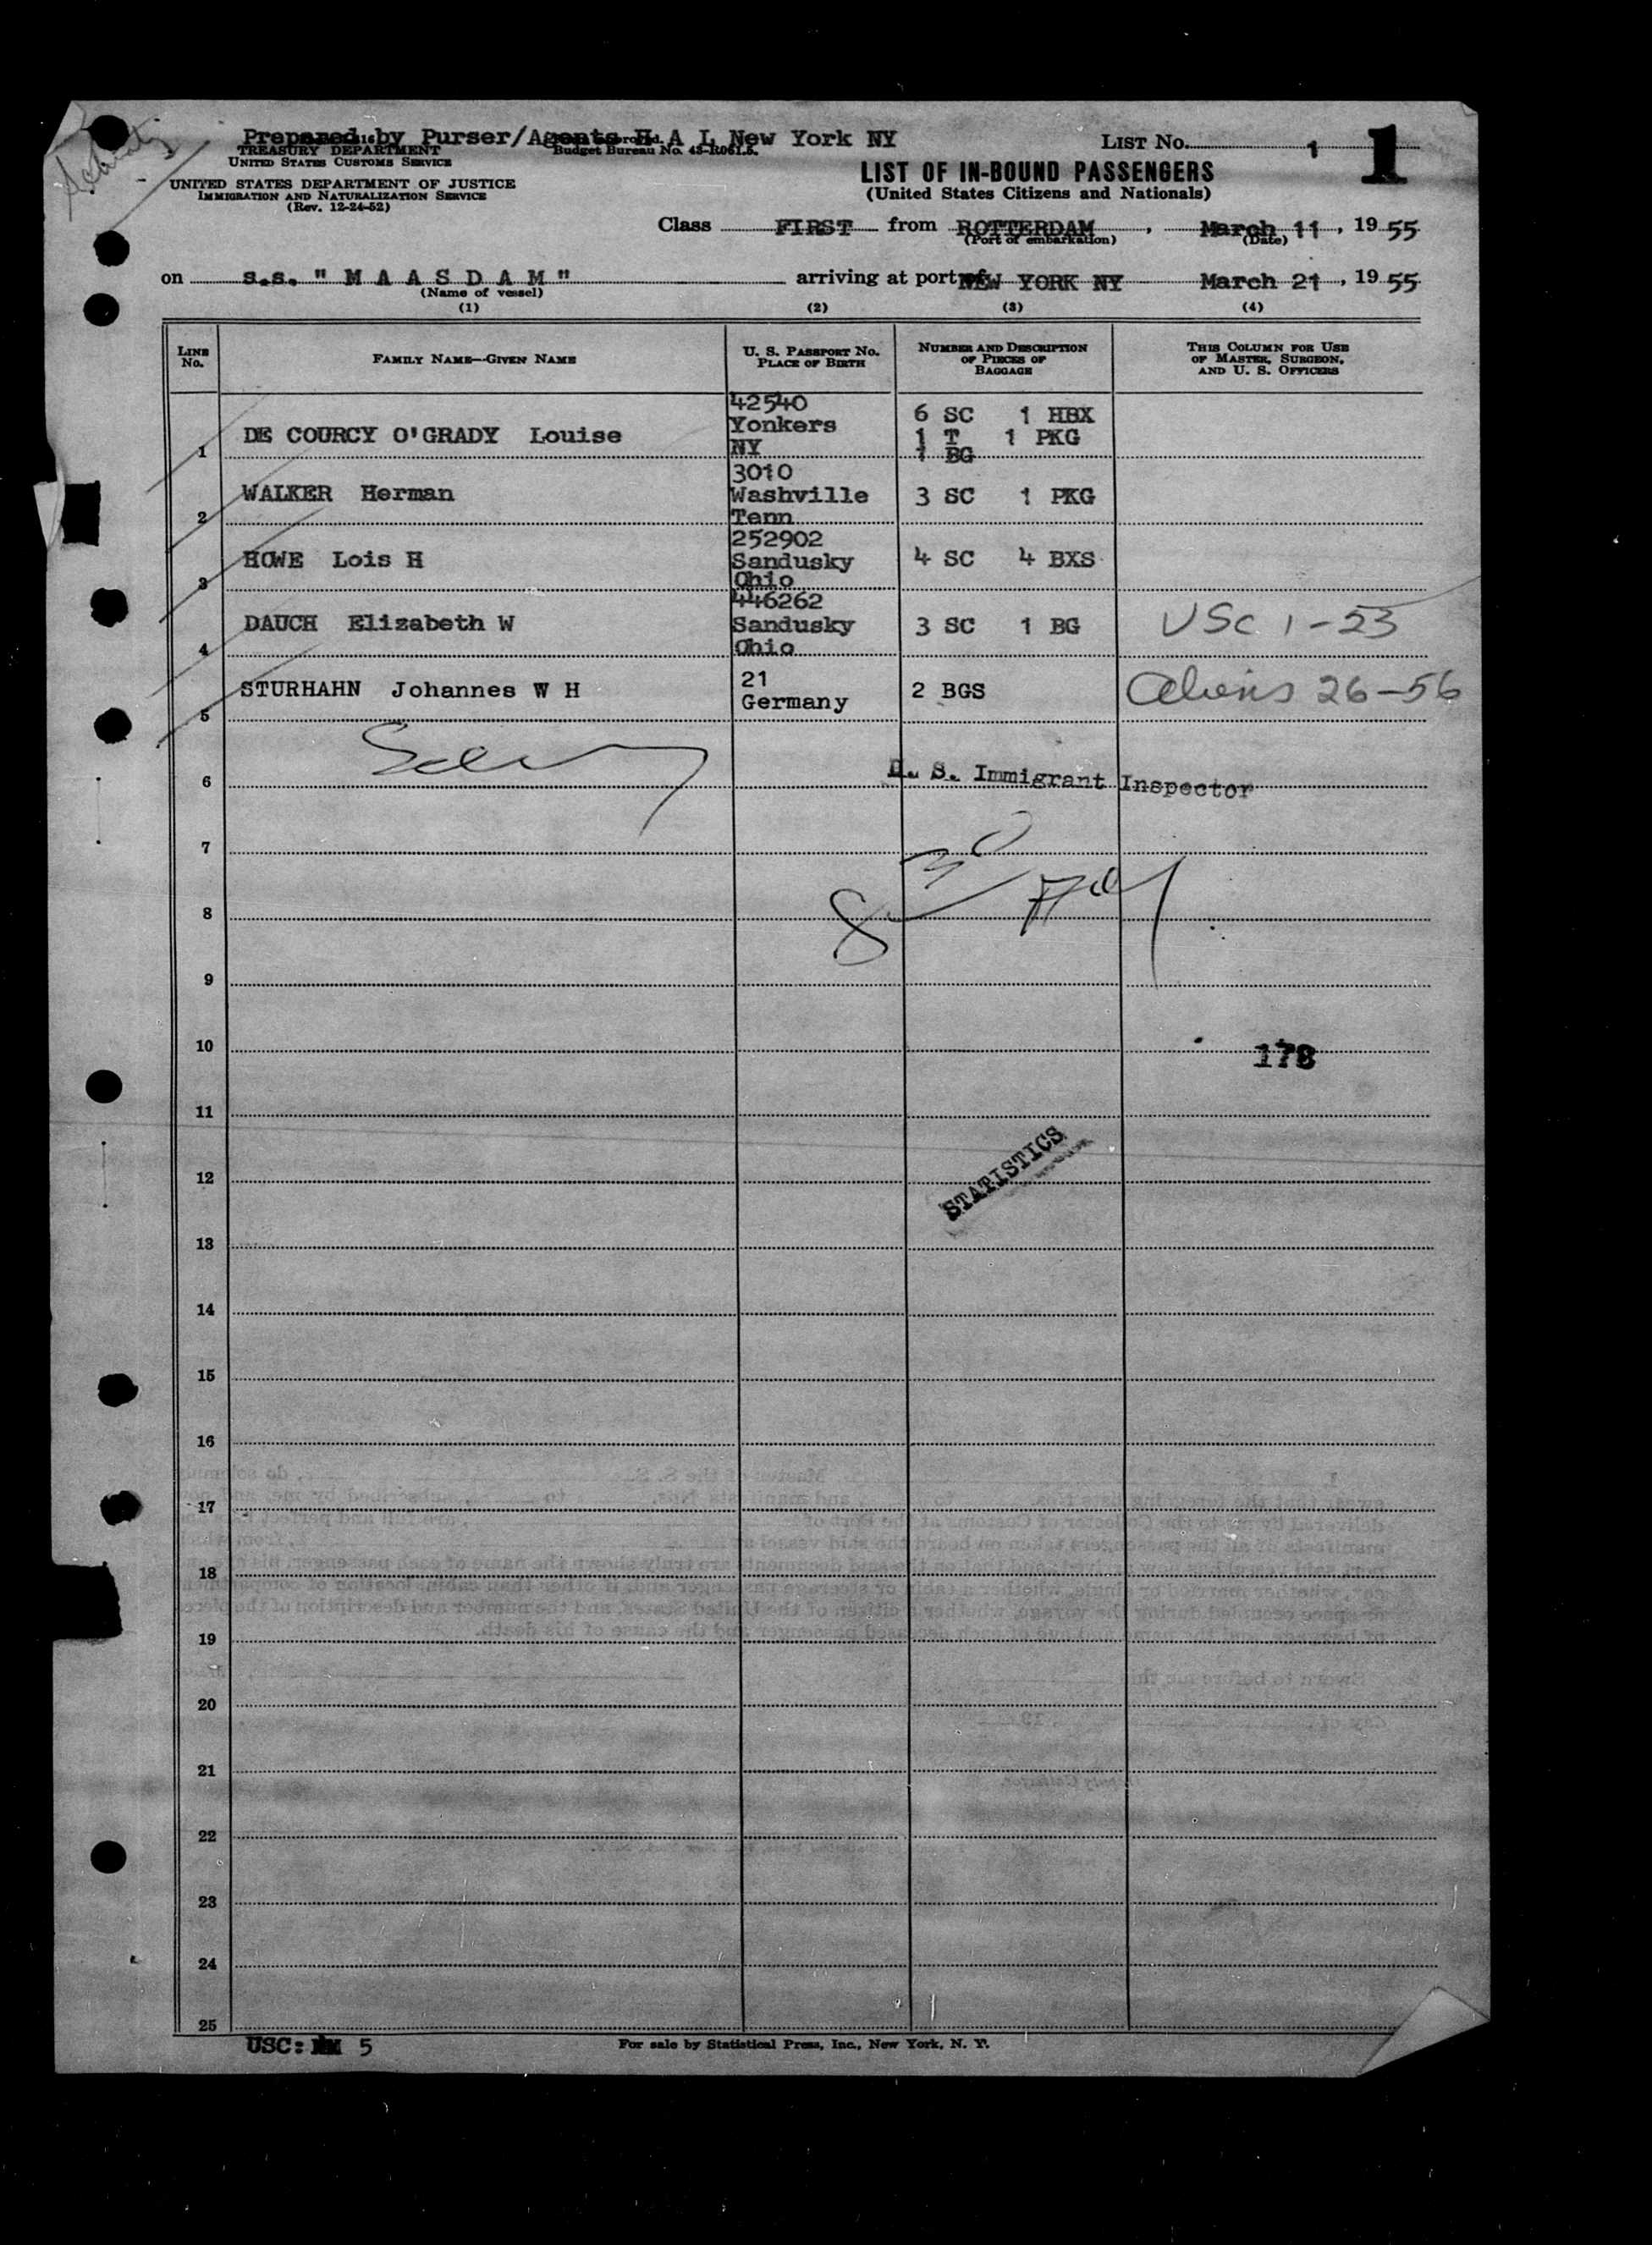 Prepared by Purser/Agents H A L New York NY
TREASURY DEPARTMENT
UNITED STATES CUSTOMS SERVICE
Budget Bureau No. 43-R061.5.
LIST No. 1 1
UNITED STATES DEPARTMENT OF JUSTICE
IMMIGRATION AND NATURALIZATION SERVICE
(Rev. 12-24-52)
LIST OF IN-BOUND PASSENGERS
(United States Citizens and Nationals)
Class FIRST from ROTTERDAM, March 11, 1955
(Port of embarkation) (Date)
on s.s. " M A A S D A M " arriving at port of NEW YORK NY March 21, 1955
(Name of vessel)
(1) (2) (3) (4)
LINE No. FAMILY NAME—GIVEN NAME U. S. PASSPORT No. PLACE OF BIRTH NUMBER AND DESCRIPTION OF PIECES OF BAGGAGE THIS COLUMN FOR USE OF MASTER, SURGEON, AND U. S. OFFICERS
1 DE COURCY O'GRADY Louise 42540 Yonkers NY 6 SC 1 HBX 1 T 1 PKG 1 BG
2 WALKER Herman 3010 Washville Tenn 3 SC 1 PKG
3 HOWE Lois H 252902 Sandusky Ohio 4 SC 4 BXS
4 DAUCH Elizabeth W 446262 Sandusky Ohio 3 SC 1 BG USC 1-23
5 STURHAHN Johannes W H 21 Germany 2 BGS Aliens 26-56
6 U. S. Immigrant Inspector
7
8
9
10 178
11
12 STATISTICS
13
14
15
16
17
18
19
20
21
22
23
24
25
USC: 5
For sale by Statistical Press, Inc., New York, N. Y.